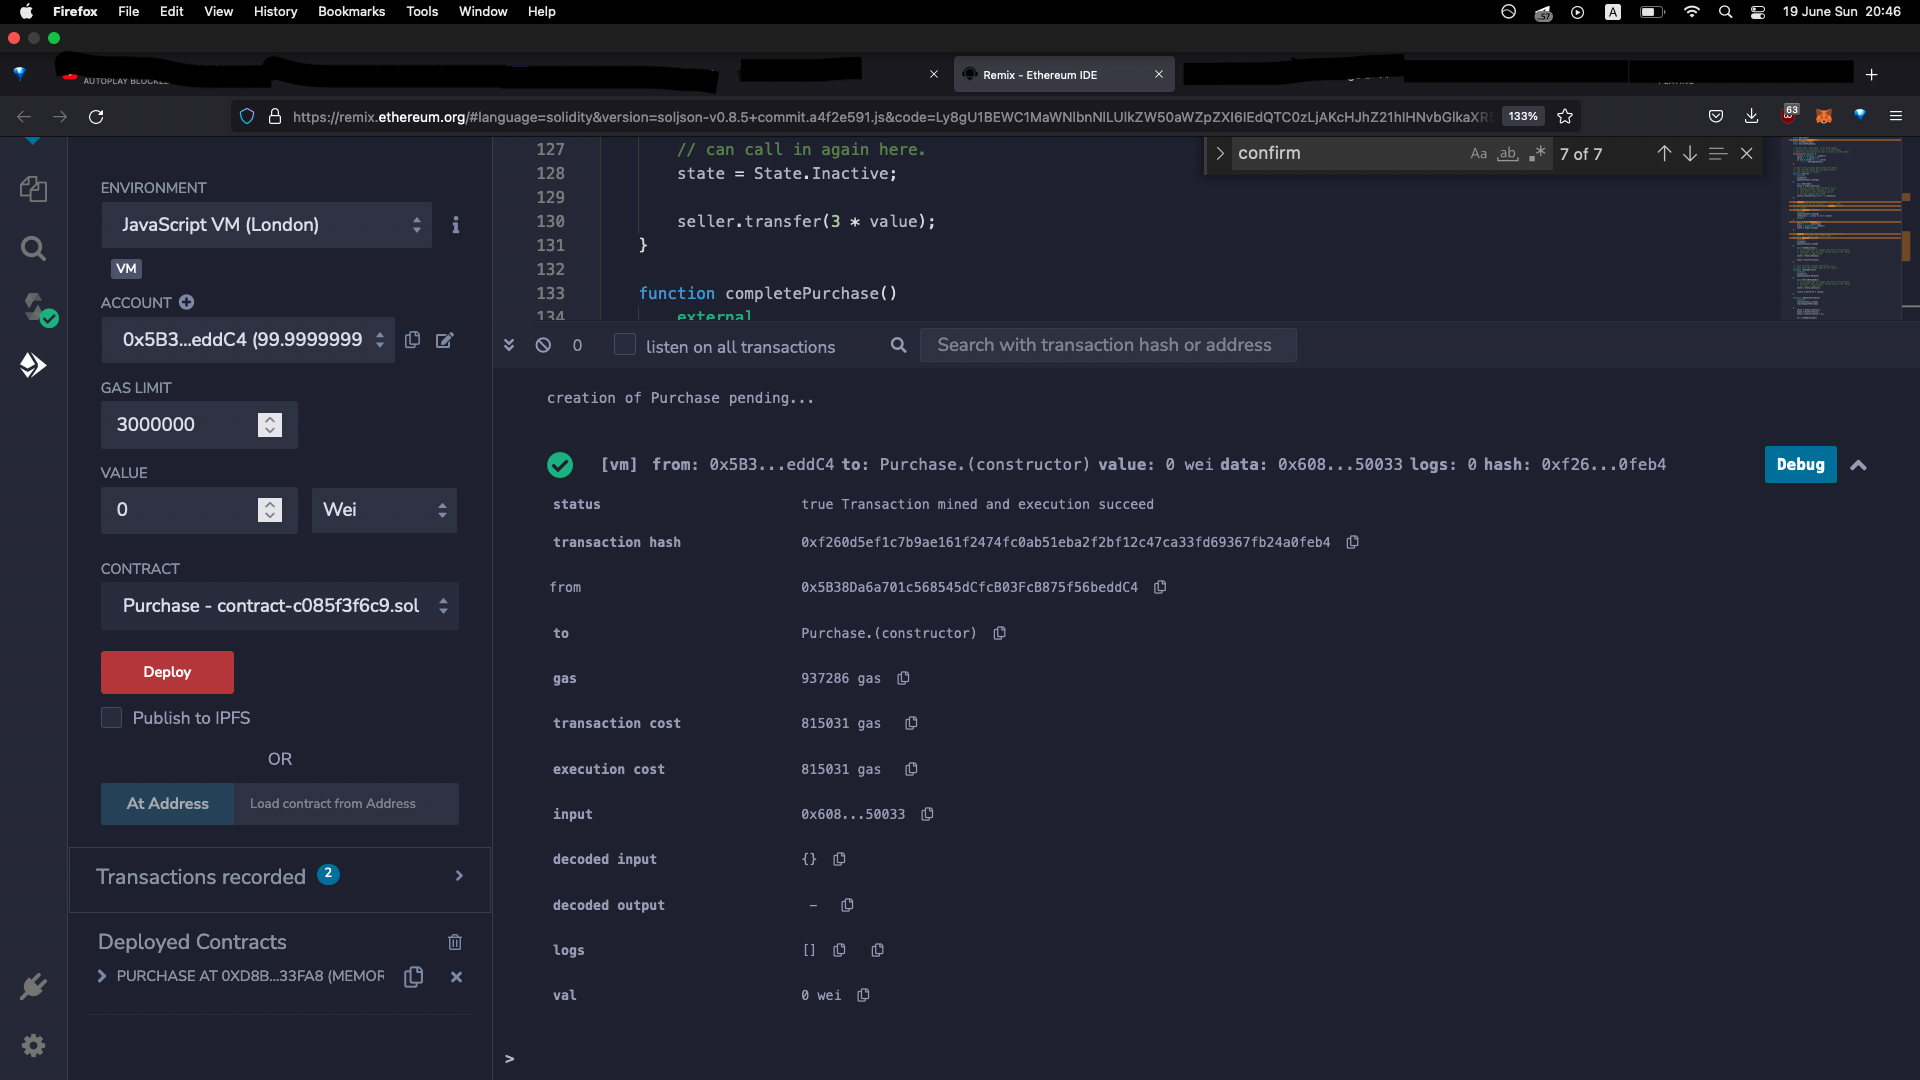 Firefox File Edit View History Bookmarks Tools Window Help
57 A 19 June Sun 20:46
AUTOPLAY BLOCKED
Remix - Ethereum IDE
https://remix.ethereum.org/#language=solidity&version=soljson-v0.8.5+commit.a4f2e591.js&code=Ly8gU1BEWC1MaWNlbnNlLUlkZW50aWZpZXI6IEdQTC0zLjAKcHJhZ21hIHNvbGlkaXR5
133%
63
ENVIRONMENT
JavaScript VM (London)
VM
ACCOUNT
0x5B3...eddC4 (99.9999999
GAS LIMIT
3000000
VALUE
0 Wei
CONTRACT
Purchase - contract-c085f3f6c9.sol
Deploy
Publish to IPFS
OR
At Address Load contract from Address
Transactions recorded 2
Deployed Contracts
PURCHASE AT 0XD8B...33FA8 (MEMOR
127 // can call in again here.
128 state = State.Inactive;
129
130 seller.transfer(3 * value);
131 }
132
133 function completePurchase()
134 external
confirm Aa ab .* 7 of 7
0 listen on all transactions Search with transaction hash or address
creation of Purchase pending...
[vm] from: 0x5B3...eddC4 to: Purchase.(constructor) value: 0 wei data: 0x608...50033 logs: 0 hash: 0xf26...0feb4 Debug
status true Transaction mined and execution succeed
transaction hash 0xf260d5ef1c7b9ae161f2474fc0ab51eba2f2bf12c47ca33fd69367fb24a0feb4
from 0x5B38Da6a701c568545dCfcB03FcB875f56beddC4
to Purchase.(constructor)
gas 937286 gas
transaction cost 815031 gas
execution cost 815031 gas
input 0x608...50033
decoded input {}
decoded output -
logs []
val 0 wei
>